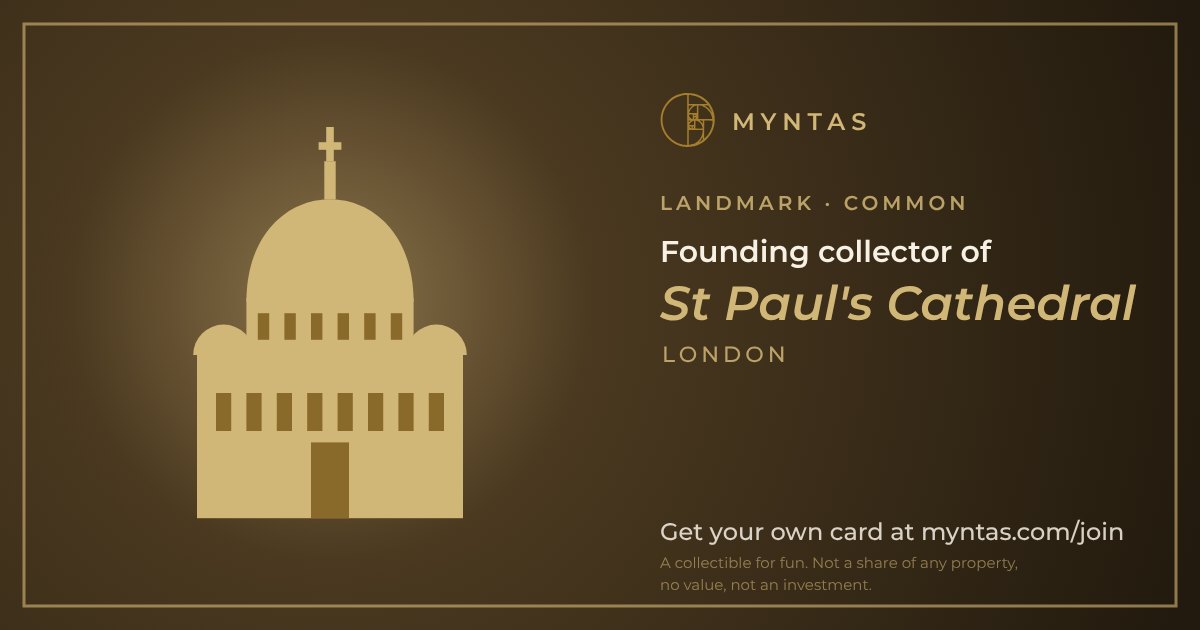 MYNTAS
LANDMARK · COMMON
Founding collector of
St Paul's Cathedral
LONDON
Get your own card at myntas.com/join
A collectible for fun. Not a share of any property,
no value, not an investment.